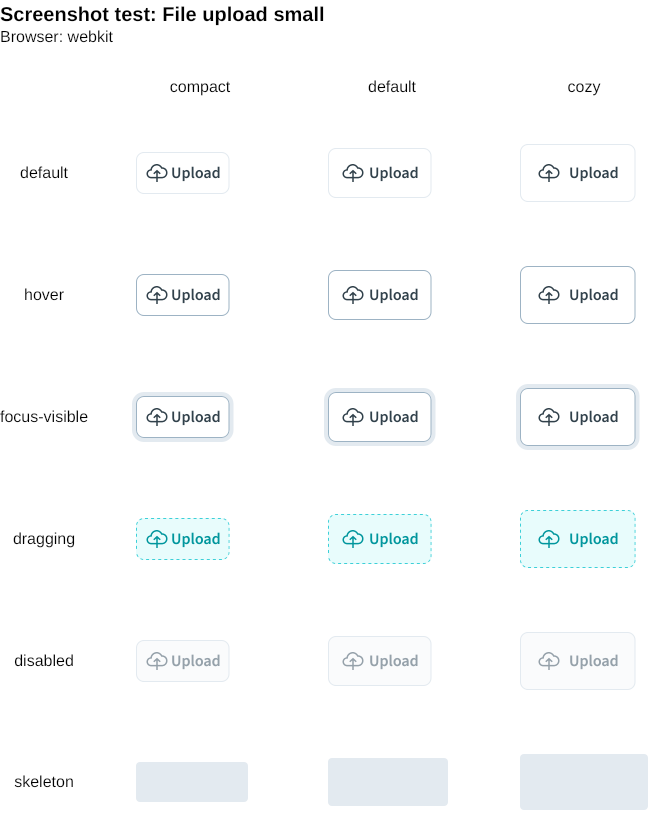 Screenshot test: File upload small
Browser: webkit
compact default cozy
default Upload Upload Upload
hover Upload Upload Upload
focus-visible Upload Upload Upload
dragging Upload Upload Upload
disabled Upload Upload Upload
skeleton